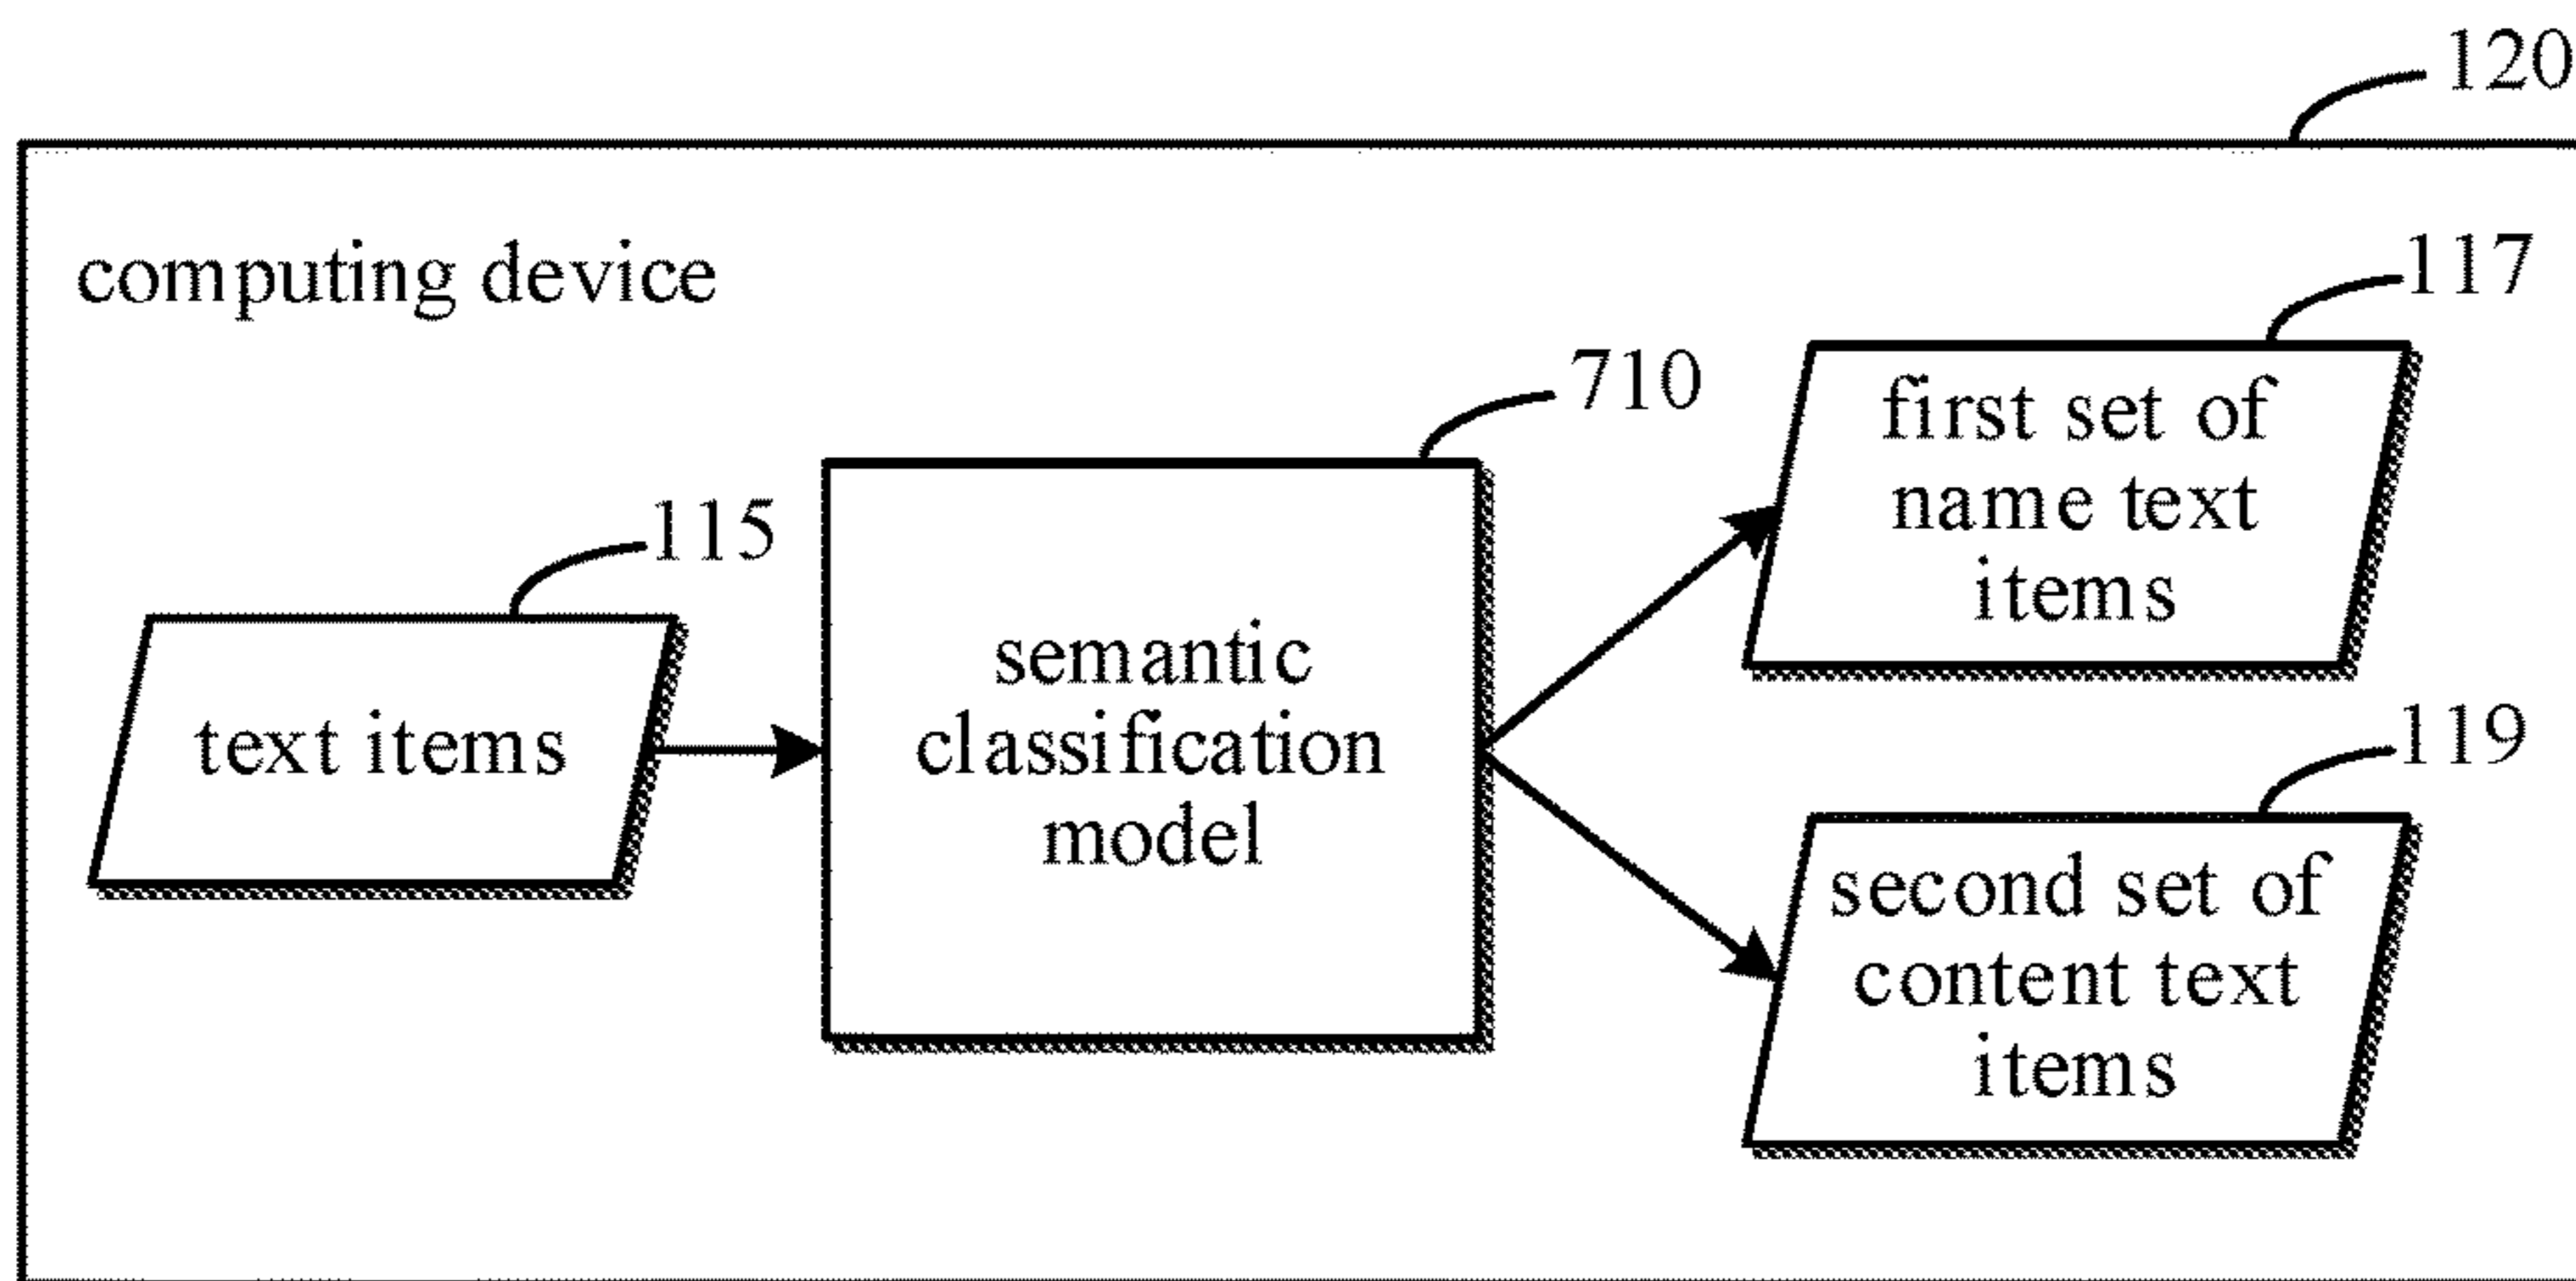 120
computing device
117
first set of
name text
items
710
115
text items
semantic
classification
model
119
second set of
content text
items